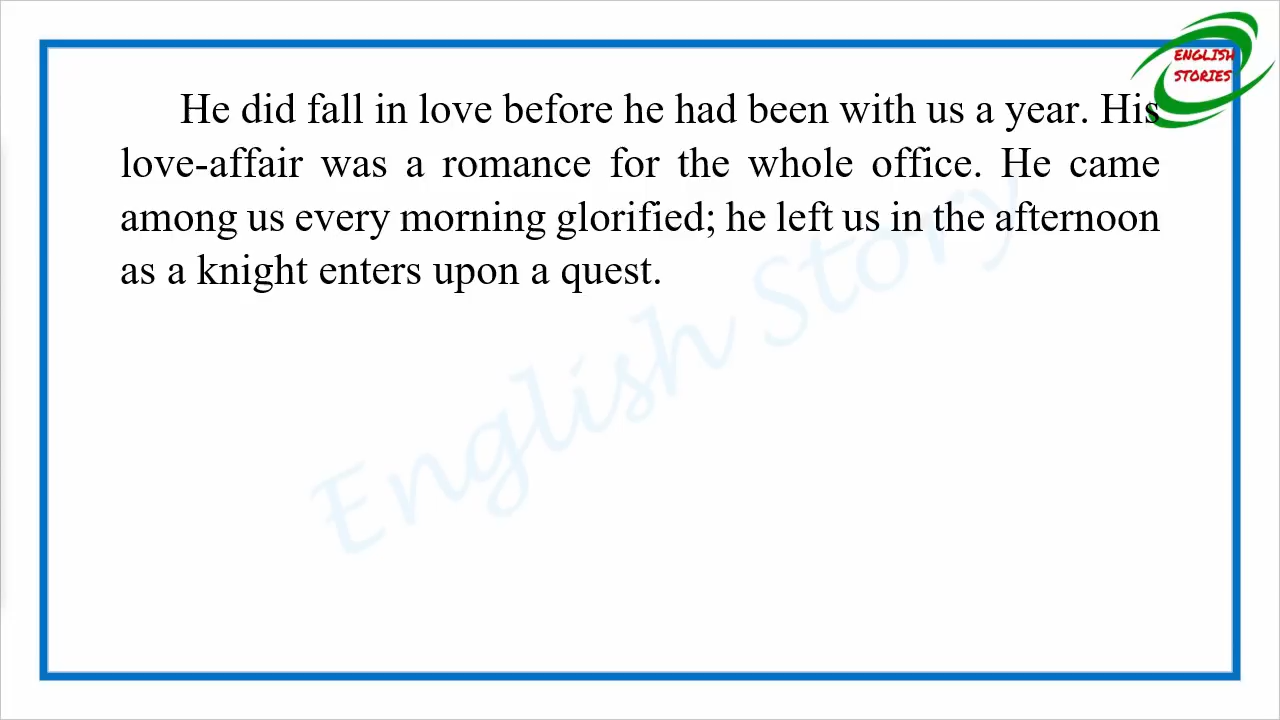 ENGLISH
STORIES
He did fall in love before he had been with us a year. His
love-affair was a romance for the whole office. He came
among us every morning glorified; he left us in the afternoon
as a knight enters upon a quest.
English Story